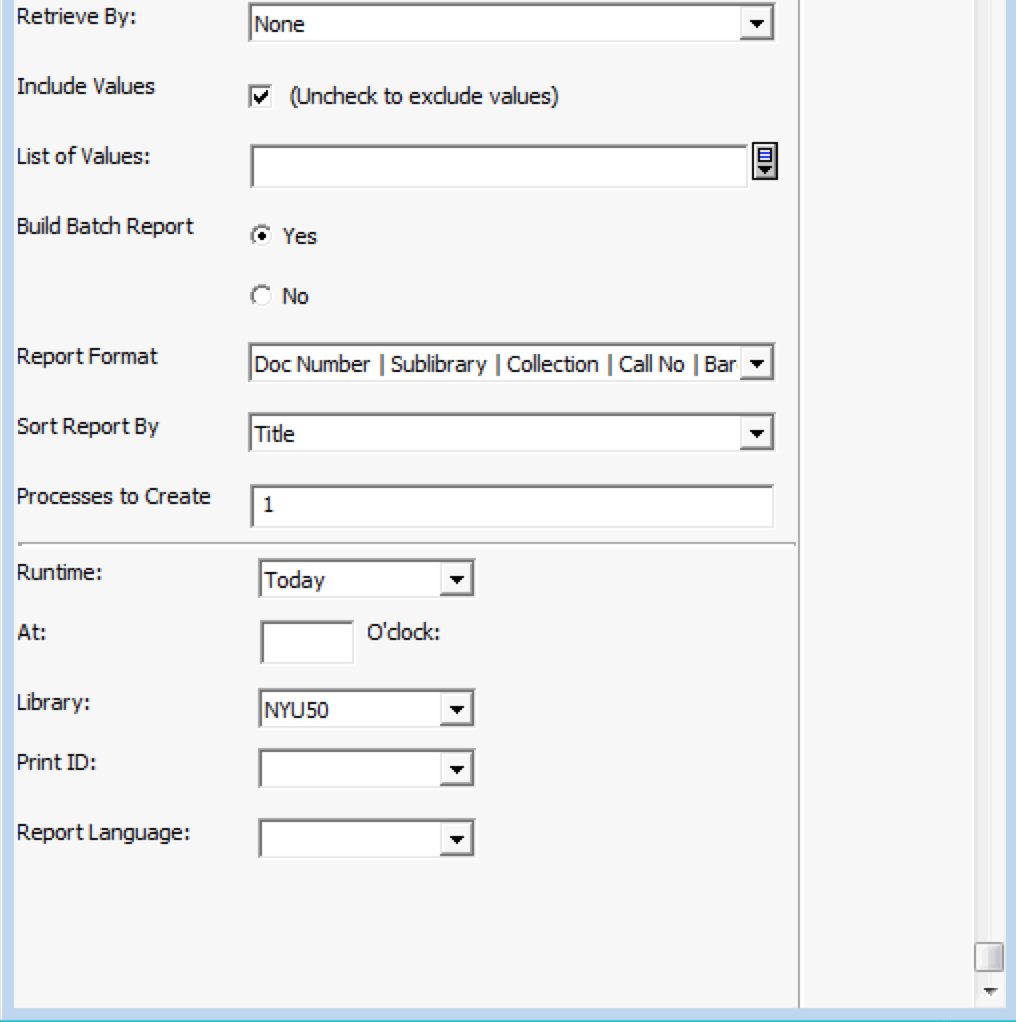 Retrieve By: None
Include Values (Uncheck to exclude values)
List of Values:
Build Batch Report Yes
No
Report Format Doc Number | Sublibrary | Collection | Call No | Bar
Sort Report By Title
Processes to Create 1
Runtime: Today
At: O'clock:
Library: NYU50
Print ID:
Report Language: